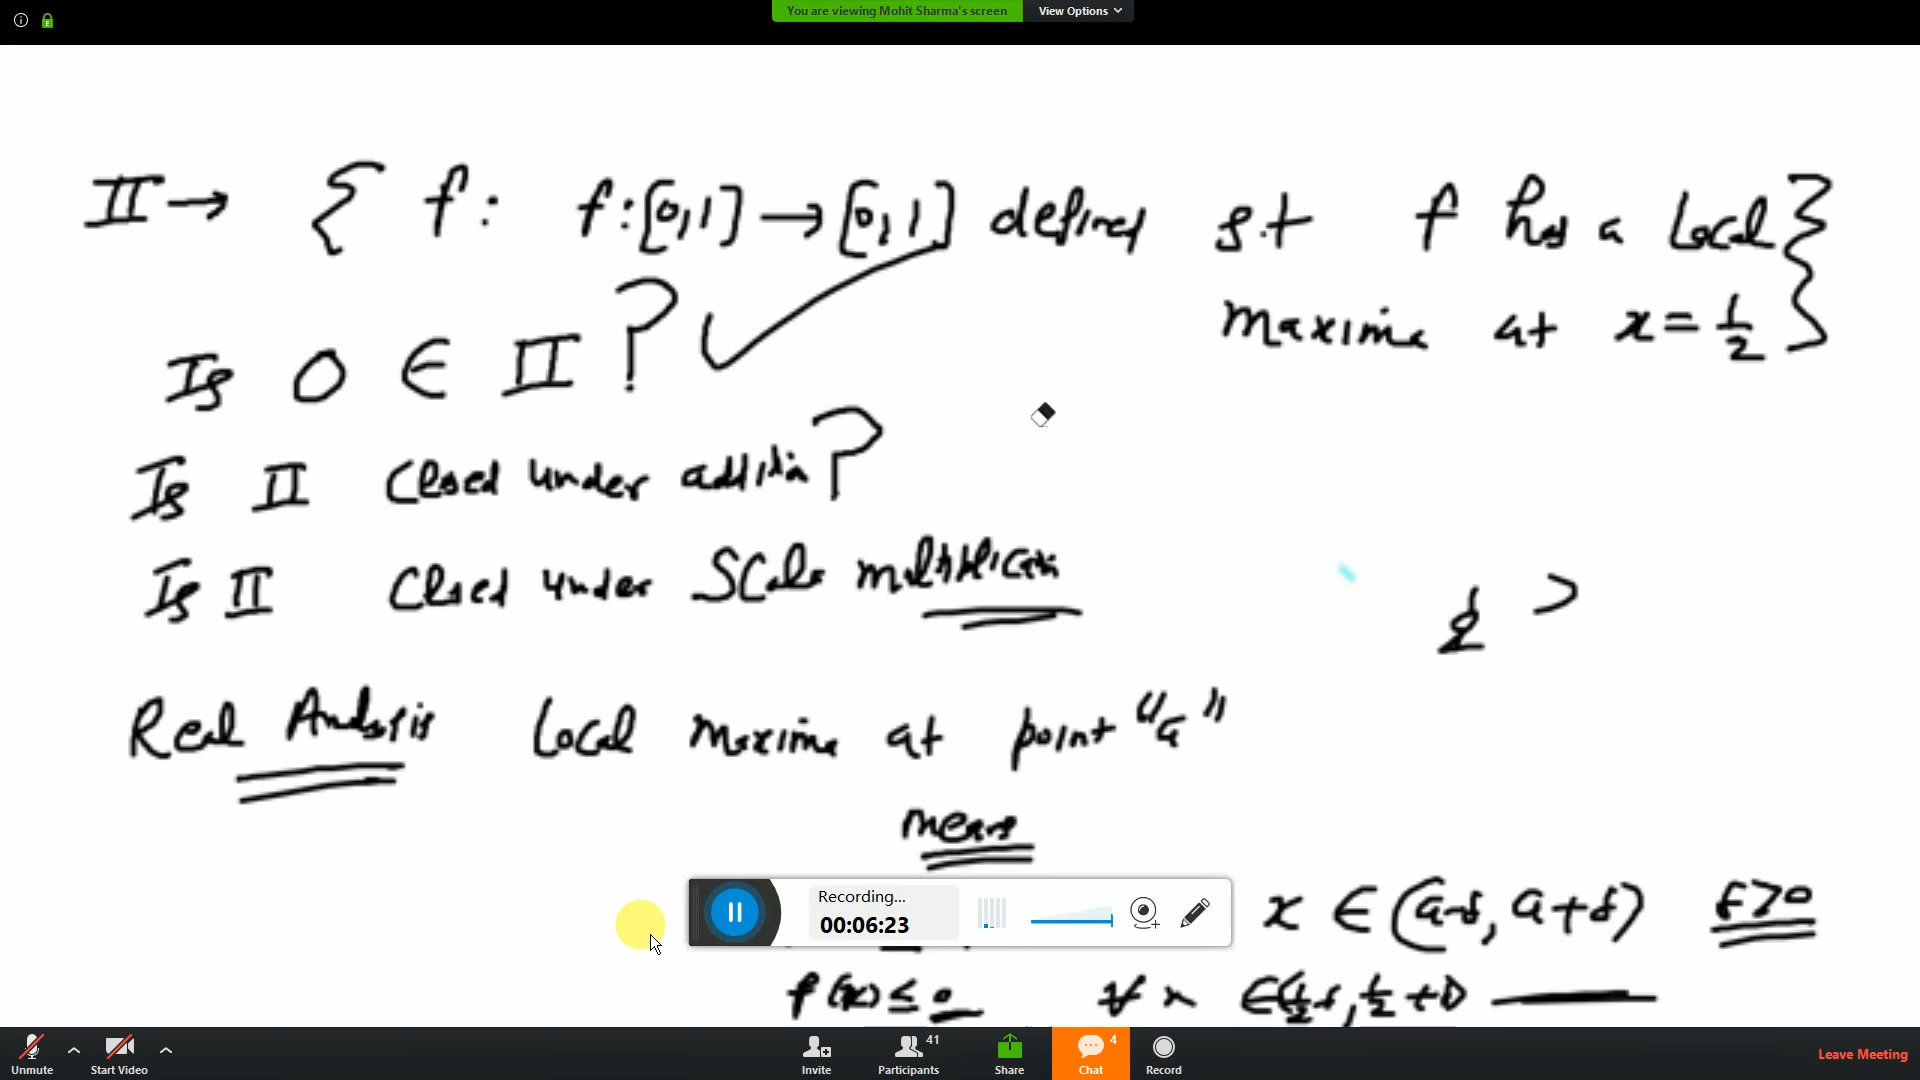 You are viewing Mohit Sharma's screen View Options
II → { f : f : [0,1] → [0,1] defined s.t f has a local
maxima at x = 1/2 }
Is 0 ∈ II ?
Is II Closed under addition ?
Is II Closed under Scalar multiplication
1/2 >
Real Analysis Local maxima at point "a"
means
Recording...
00:06:23
x ∈ (a-δ, a+δ) δ>0
f(x) ≤ 0 ∀ x ∈ (1/2-δ, 1/2+δ)
Unmute Start Video Invite Participants 41 Share Chat 4 Record Leave Meeting